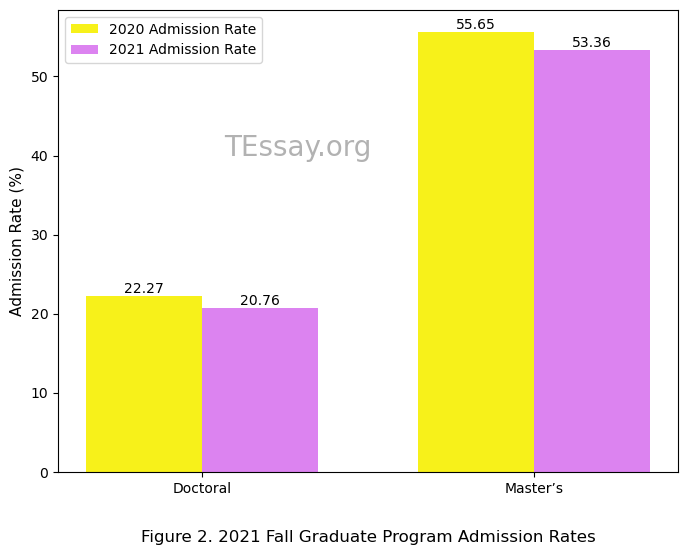 2020 Admission Rate
2021 Admission Rate
55.65
53.36
TEssay.org
22.27
20.76
Admission Rate (%)
50
40
30
20
10
0
Doctoral
Master’s
Figure 2. 2021 Fall Graduate Program Admission Rates